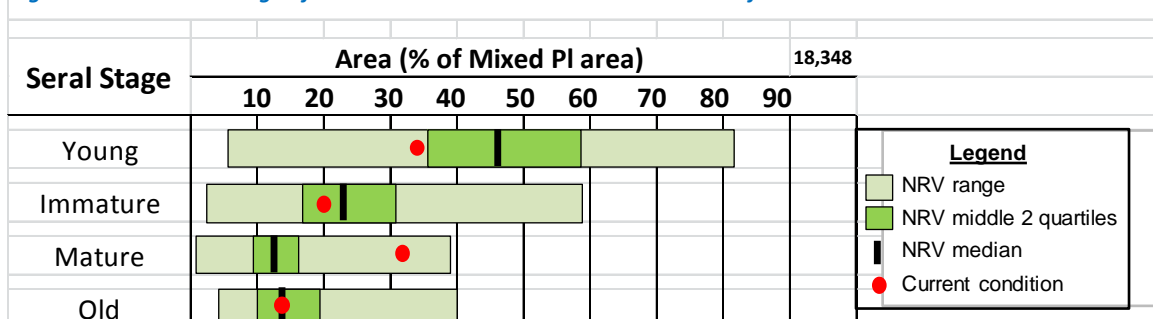 Area (% of Mixed Pl area) 18,348
Seral Stage
10 20 30 40 50 60 70 80 90
Young
Immature
Mature
Old
Legend
NRV range
NRV middle 2 quartiles
NRV median
Current condition